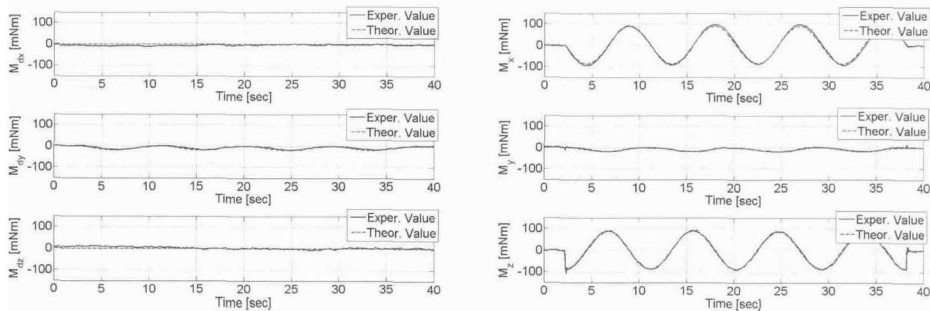 100
0
-100
M_dx [mNm]
Exper. Value
Theor. Value
0 5 10 15 20 25 30 35 40
Time [sec]
100
0
-100
M_dy [mNm]
Exper. Value
Theor. Value
0 5 10 15 20 25 30 35 40
Time [sec]
100
0
-100
M_dz [mNm]
Exper. Value
Theor. Value
0 5 10 15 20 25 30 35 40
Time [sec]
100
0
-100
M_x [mNm]
Exper. Value
Theor. Value
0 5 10 15 20 25 30 35 40
Time [sec]
100
0
-100
M_y [mNm]
Exper. Value
Theor. Value
0 5 10 15 20 25 30 35 40
Time [sec]
100
0
-100
M_z [mNm]
Exper. Value
Theor. Value
0 5 10 15 20 25 30 35 40
Time [sec]